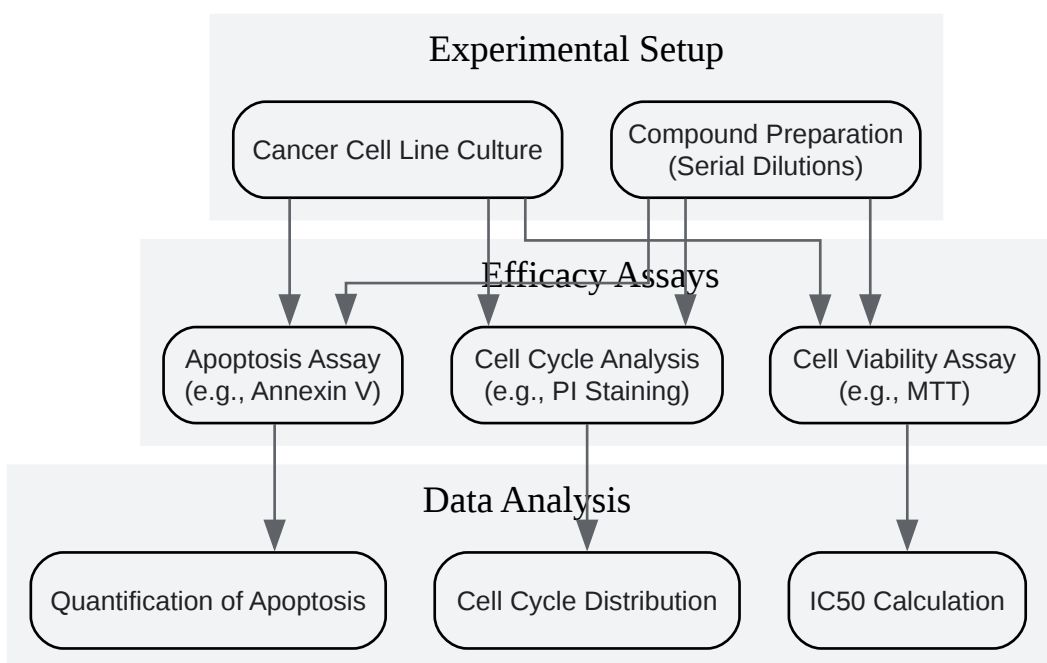 Experimental Setup
Cancer Cell Line Culture
Compound Preparation
(Serial Dilutions)
Efficacy Assays
Apoptosis Assay
(e.g., Annexin V)
Cell Cycle Analysis
(e.g., PI Staining)
Cell Viability Assay
(e.g., MTT)
Data Analysis
Quantification of Apoptosis
Cell Cycle Distribution
IC50 Calculation